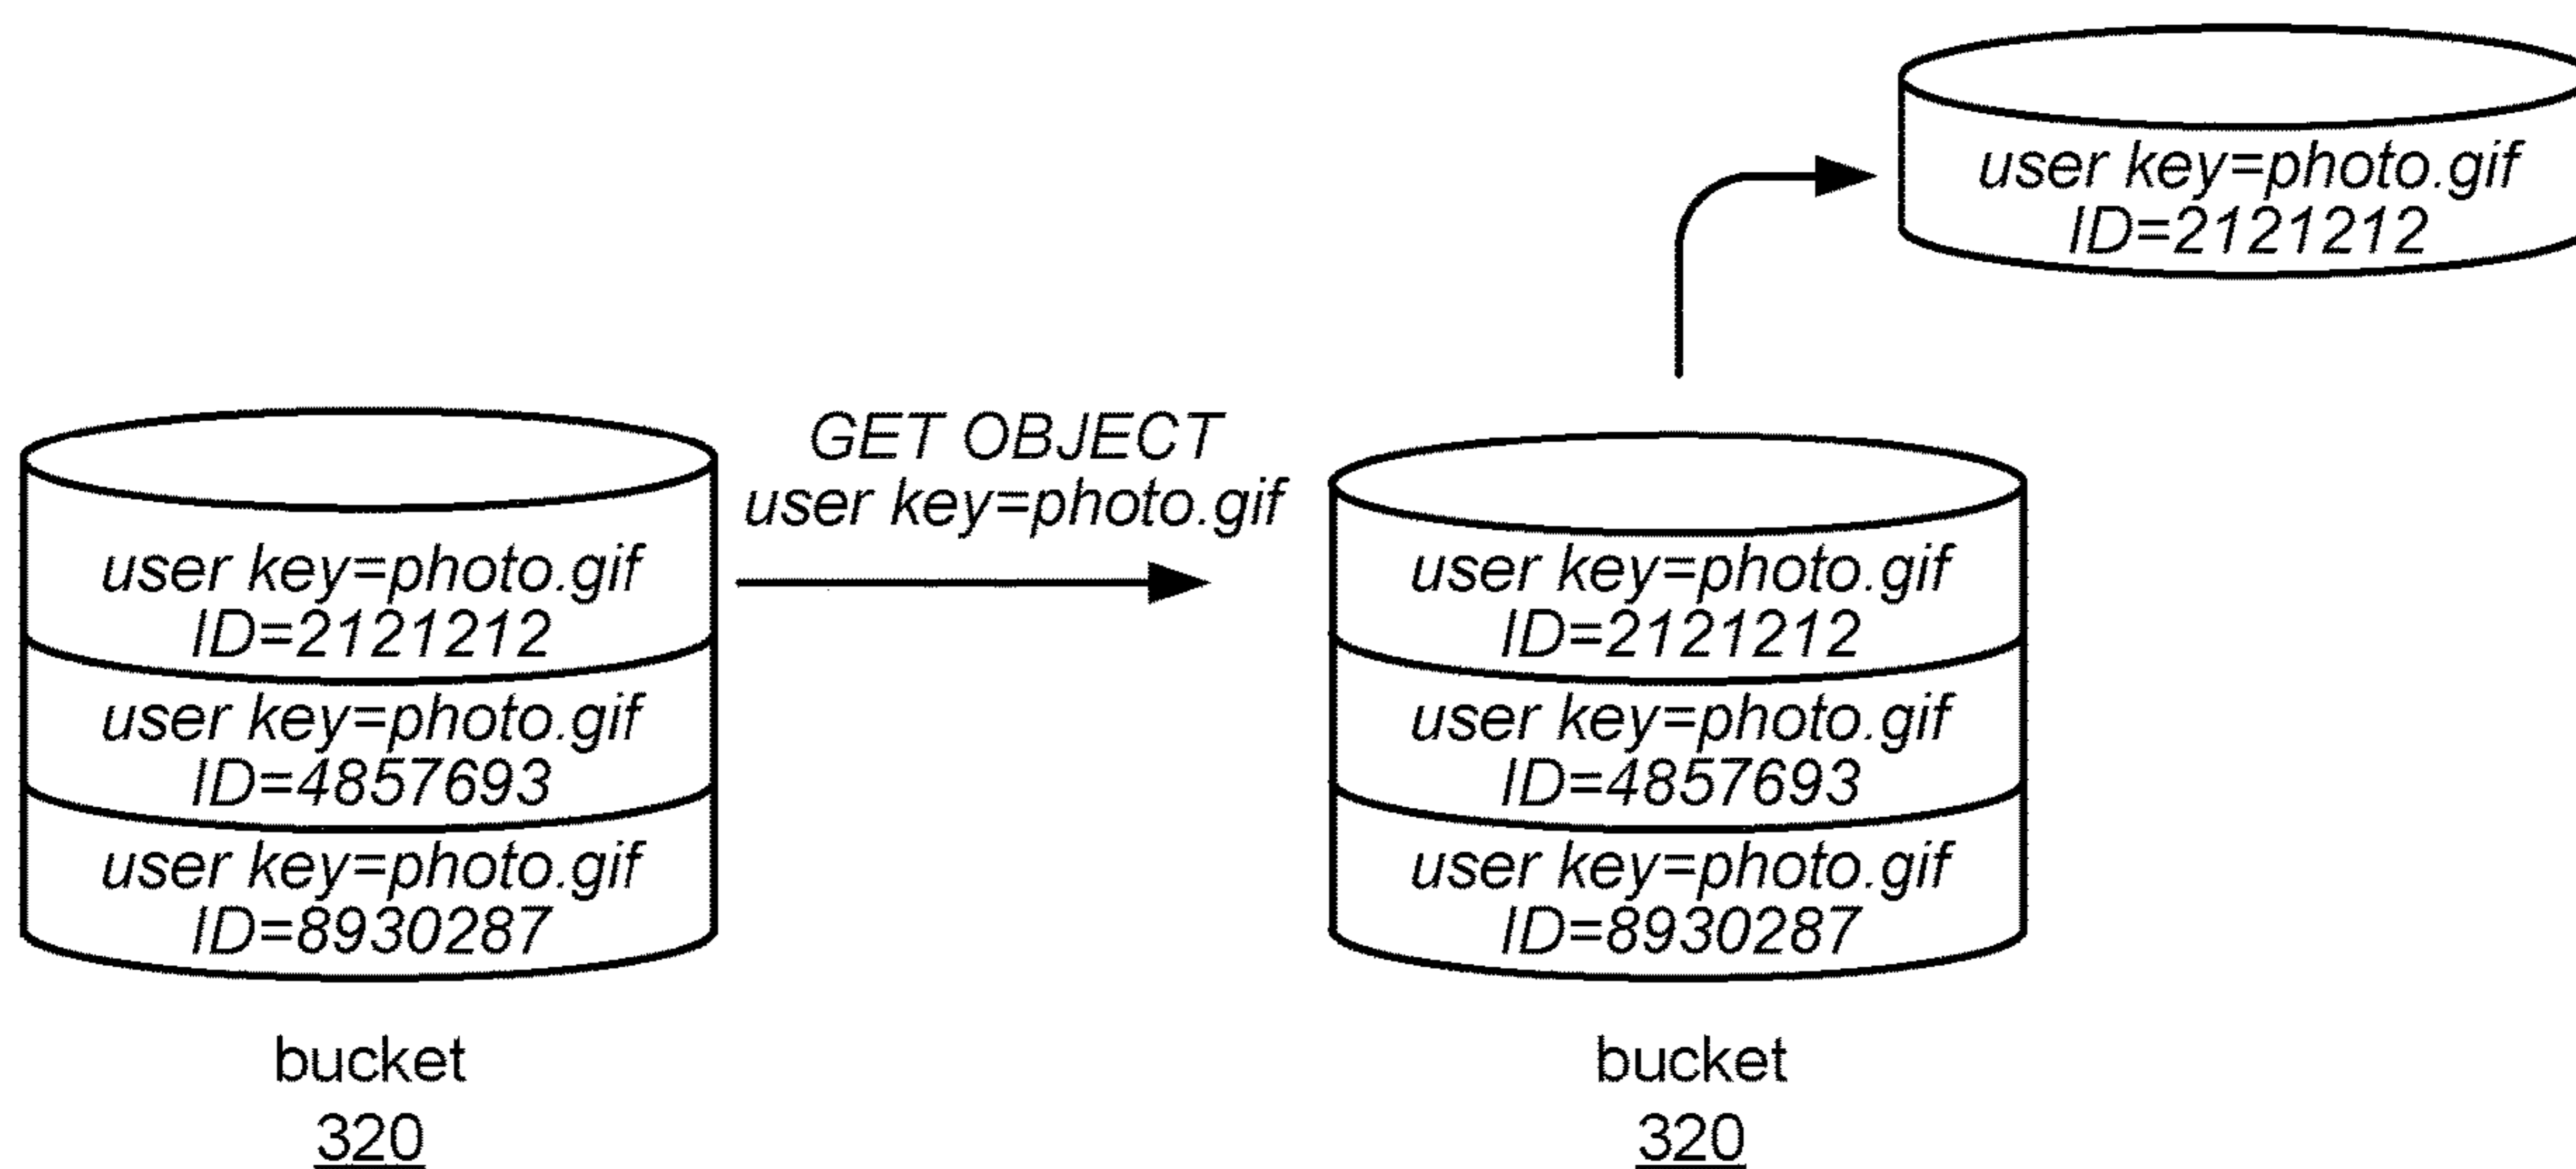 user key=photo.gif
ID=2121212
GET OBJECT
user key=photo.gif
user key=photo.gif
ID=2121212
user key=photo.gif
ID=4857693
user key=photo.gif
ID=8930287
bucket
320
user key=photo.gif
ID=2121212
user key=photo.gif
ID=4857693
user key=photo.gif
ID=8930287
bucket
320